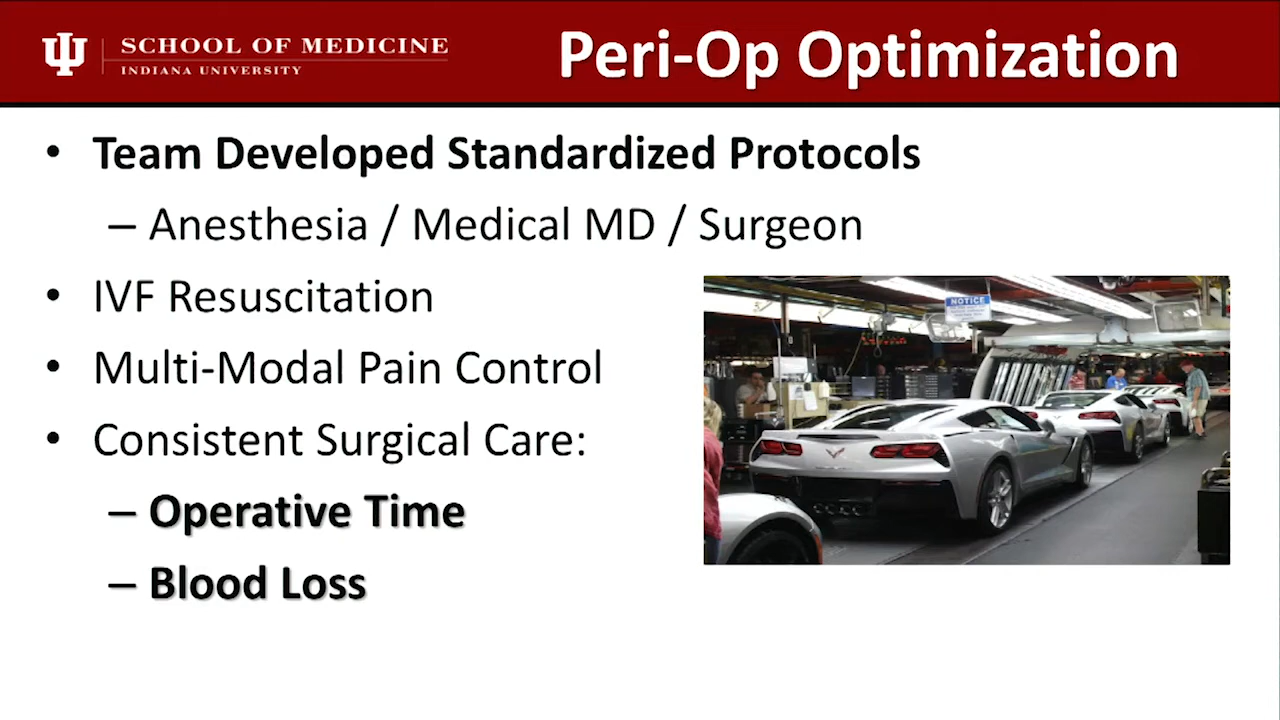 SCHOOL OF MEDICINE
INDIANA UNIVERSITY
Peri-Op Optimization
• Team Developed Standardized Protocols
– Anesthesia / Medical MD / Surgeon
• IVF Resuscitation
• Multi-Modal Pain Control
• Consistent Surgical Care:
– Operative Time
– Blood Loss
NOTICE